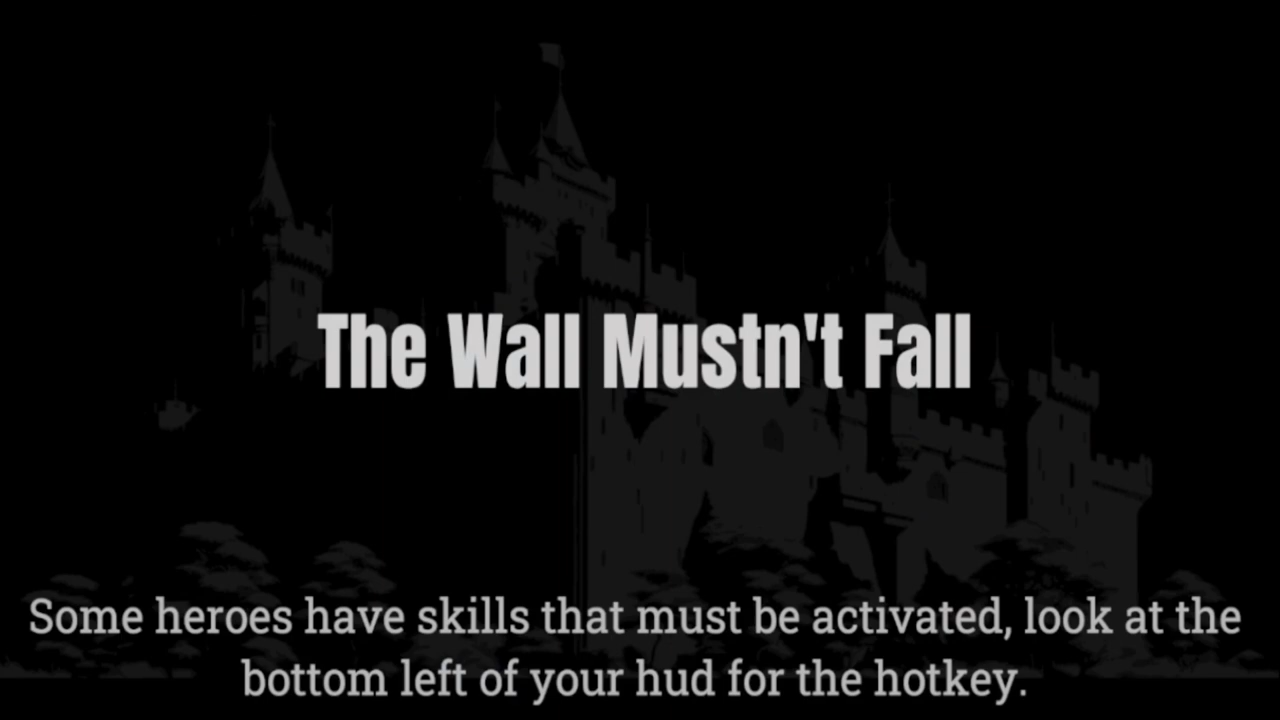 The Wall Mustn't Fall
Some heroes have skills that must be activated, look at the
bottom left of your hud for the hotkey.